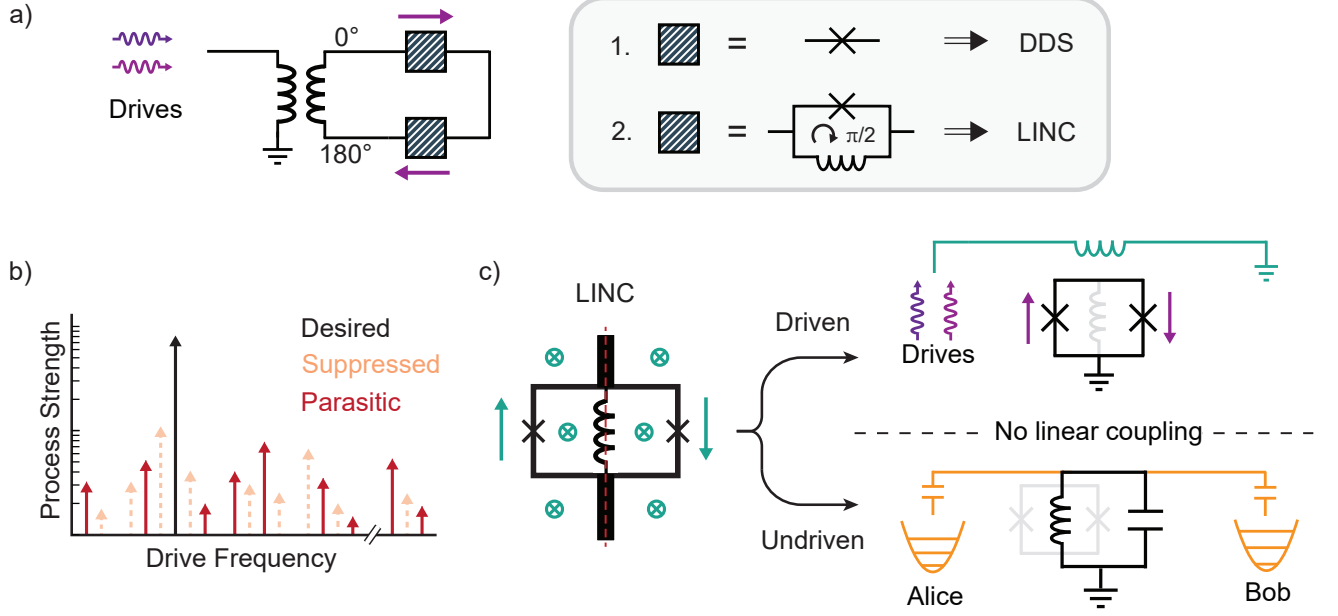 a)
0°
180°
Drives
1.
=
⇒
DDS
2.
=
π/2
⇒
LINC
b)
Process Strength
Drive Frequency
Desired
Suppressed
Parasitic
c)
LINC
Driven
Undriven
Drives
No linear coupling
Alice
Bob